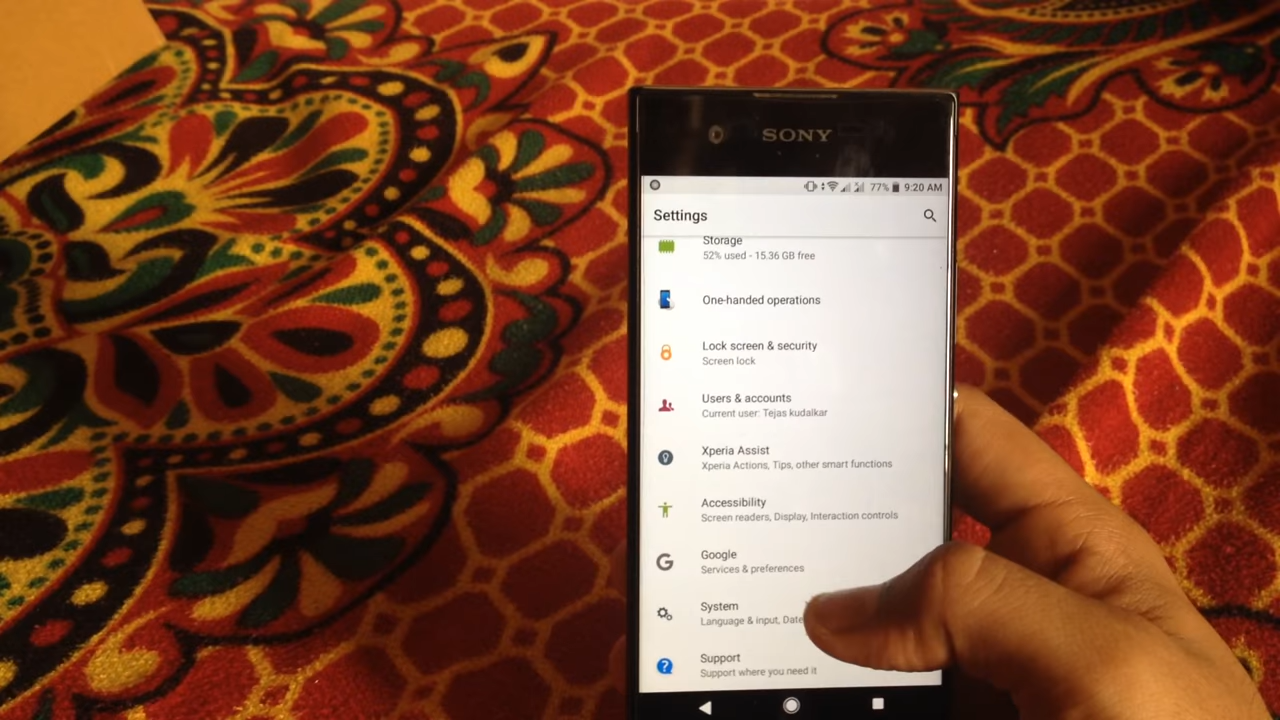 SONY
77% 9:20 AM
Settings
Storage
52% used - 15.36 GB free
One-handed operations
Lock screen & security
Screen lock
Users & accounts
Current user: Tejas kudalkar
Xperia Assist
Xperia Actions, Tips, other smart functions
Accessibility
Screen readers, Display, Interaction controls
Google
Services & preferences
System
Language & input, Date
Support
Support where you need it